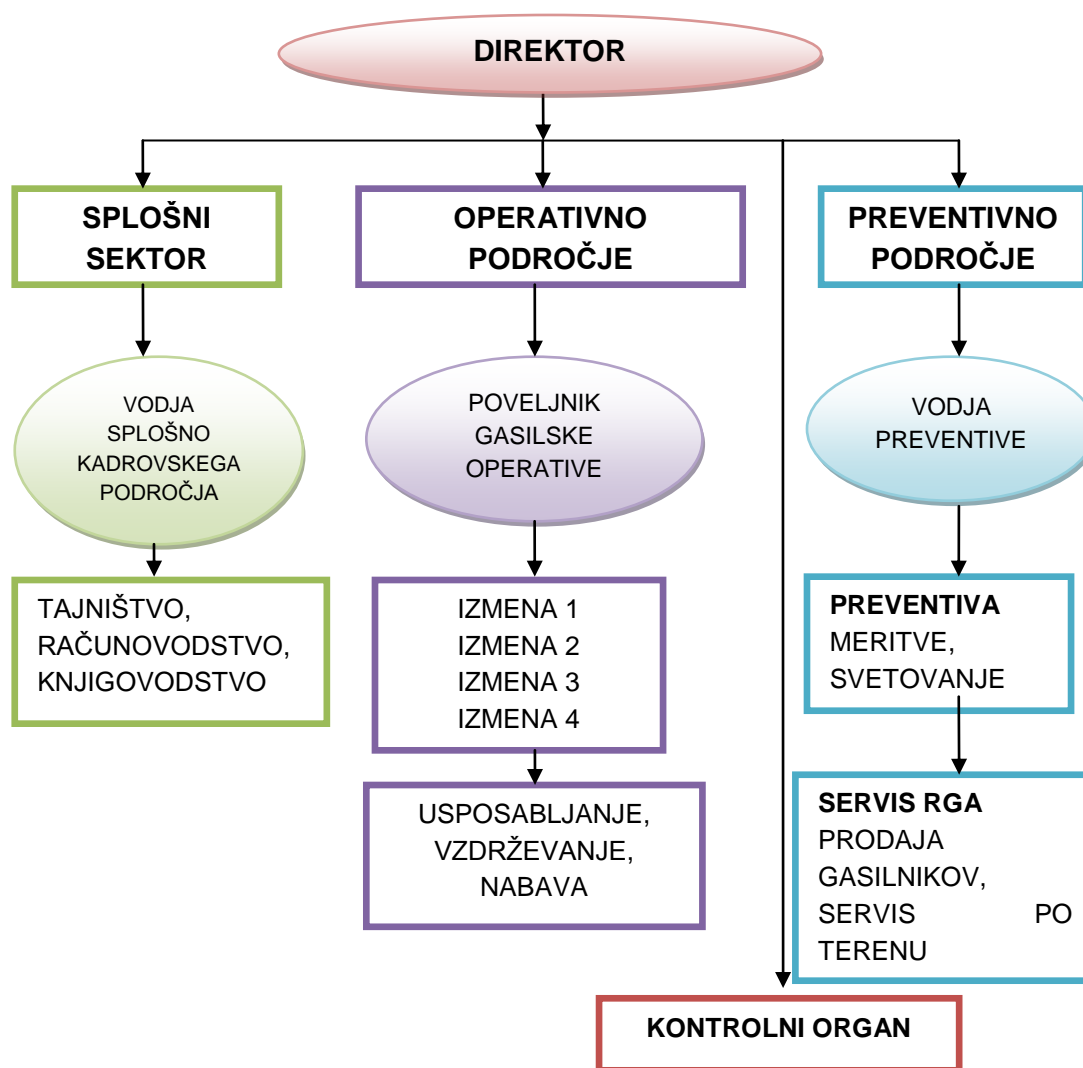 DIREKTOR
SPLOŠNI
SEKTOR
OPERATIVNO
PODROČJE
PREVENTIVNO
PODROČJE
VODJA
SPLOŠNO
KADROVSKEGA
PODROČJA
POVELJNIK
GASILSKE
OPERATIVE
VODJA
PREVENTIVE
TAJNIŠTVO,
RAČUNOVODSTVO,
KNJIGOVODSTVO
IZMENA 1
IZMENA 2
IZMENA 3
IZMENA 4
PREVENTIVA
MERITVE,
SVETOVANJE
USPOSABLJANJE,
VZDRŽEVANJE,
NABAVA
SERVIS RGA
PRODAJA
GASILNIKOV,
SERVIS PO
TERENU
KONTROLNI ORGAN